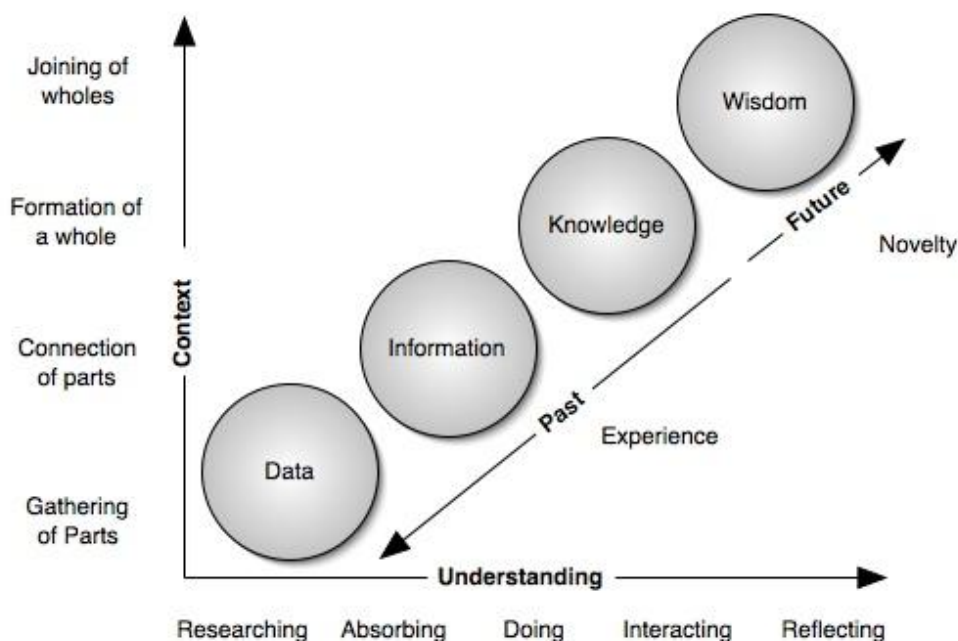 Joining of
wholes
Wisdom
Formation of
a whole
Knowledge
Future
Novelty
Context
Connection
of parts
Information
Past
Experience
Data
Gathering
of Parts
Understanding
Researching Absorbing Doing Interacting Reflecting